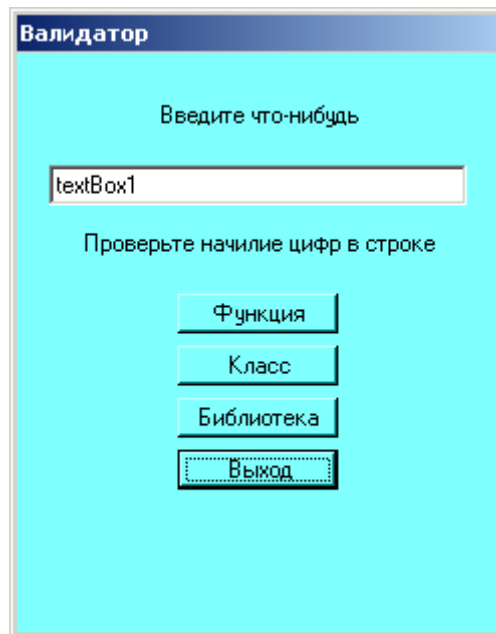 Валидатор
Введите что-нибудь
textBox1
Проверьте начилие цифр в строке
Функция
Класс
Библиотека
Выход